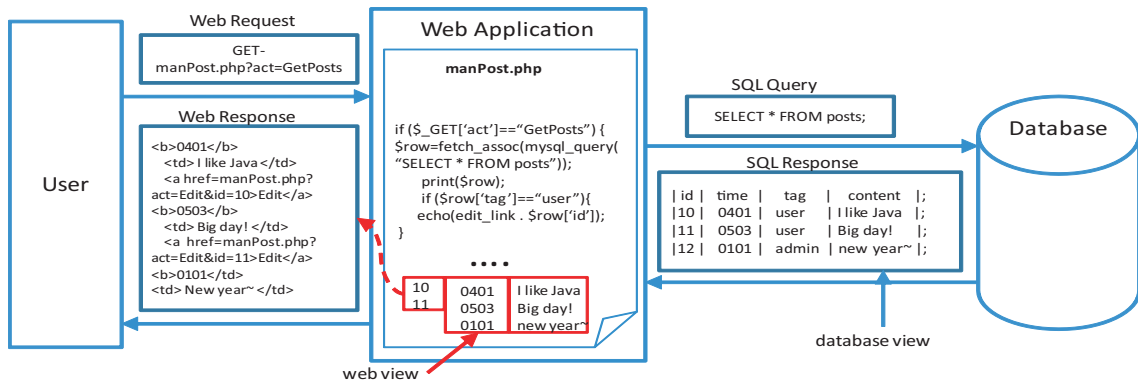 User
Web Request
GET-
manPost.php?act=GetPosts
Web Response
<b>0401</b>
<td> I like Java </td>
<a href=manPost.php?
act=Edit&id=10>Edit</a>
<b>0503</b>
<td> Big day! </td>
<a href=manPost.php?
act=Edit&id=11>Edit</a>
<b>0101</td>
<td> New year~ </td>
Web Application
manPost.php
if ($_GET[‘act’]==“GetPosts”) {
$row=fetch_assoc(mysql_query(
“SELECT * FROM posts”));
print($row);
if ($row[‘tag’]==“user”){
echo(edit_link . $row[‘id’]);
}
....
10
11
0401
0503
0101
I like Java
Big day!
new year~
web view
SQL Query
SELECT * FROM posts;
SQL Response
|id | time | tag | content |;
|10 | 0401 | user | I like Java |;
|11 | 0503 | user | Big day! |;
|12 | 0101 | admin | new year~ |;
database view
Database